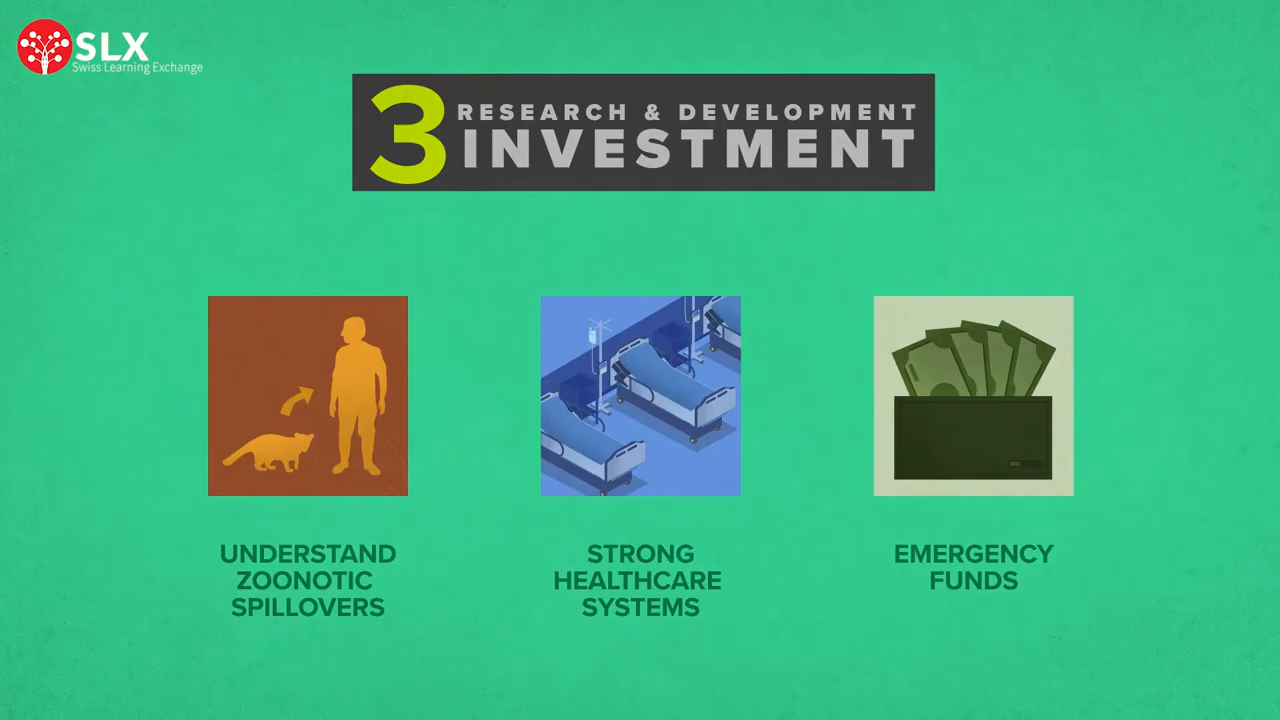 SLX
Swiss Learning Exchange
3
RESEARCH & DEVELOPMENT
INVESTMENT
UNDERSTAND
ZOONOTIC
SPILLOVERS
STRONG
HEALTHCARE
SYSTEMS
EMERGENCY
FUNDS